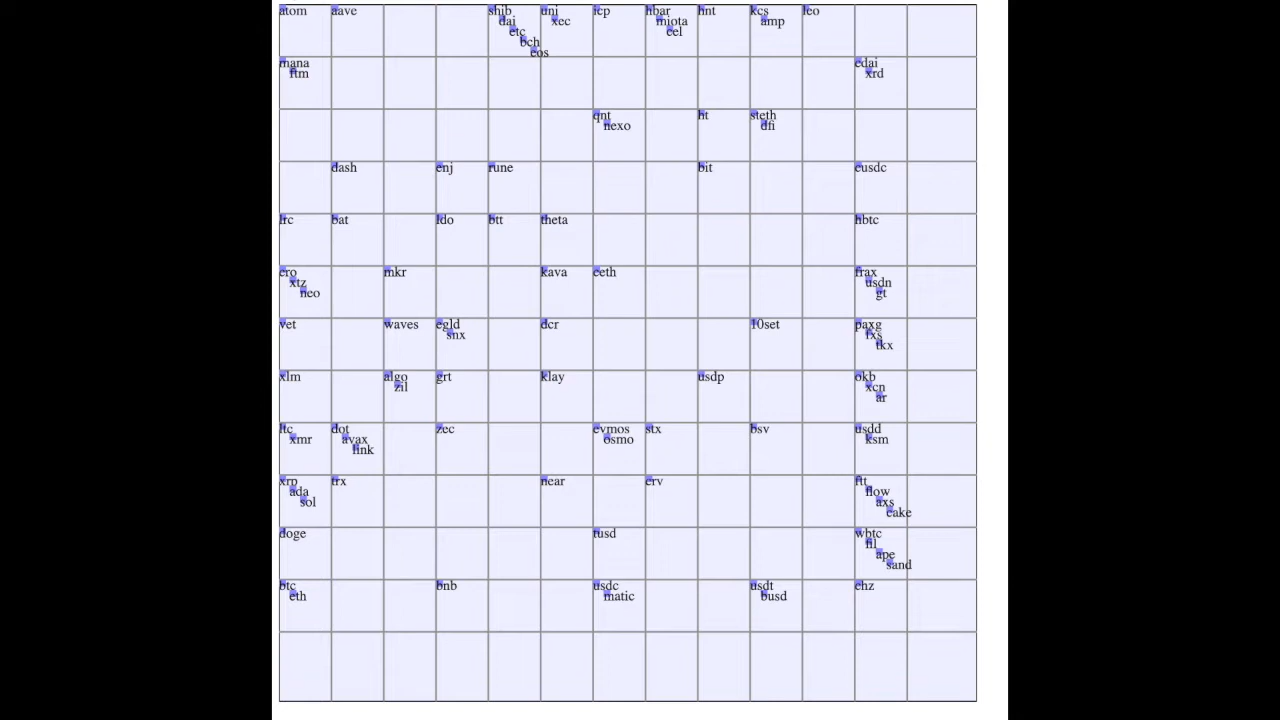 atom aave shib uni icp hbar hnt kcs leo
dai xec miota amp
etc cel
bch
eos
mana cdai
ftm xrd
qnt ht steth
nexo dfi
dash enj rune bit cusdc
lrc bat ldo btt theta hbtc
cro mkr kava ceth frax
xtz usdn
neo gt
vet waves egld dcr 10set paxg
snx fxs
tkx
xlm algo grt klay usdp okb
zil xcn
ar
ltc dot zec evmos stx bsv usdd
xmr avax osmo ksm
link
xrp trx near crv ftt
ada flow
sol axs
cake
doge tusd wbtc
fil
ape
sand
btc bnb usdc usdt chz
eth matic busd